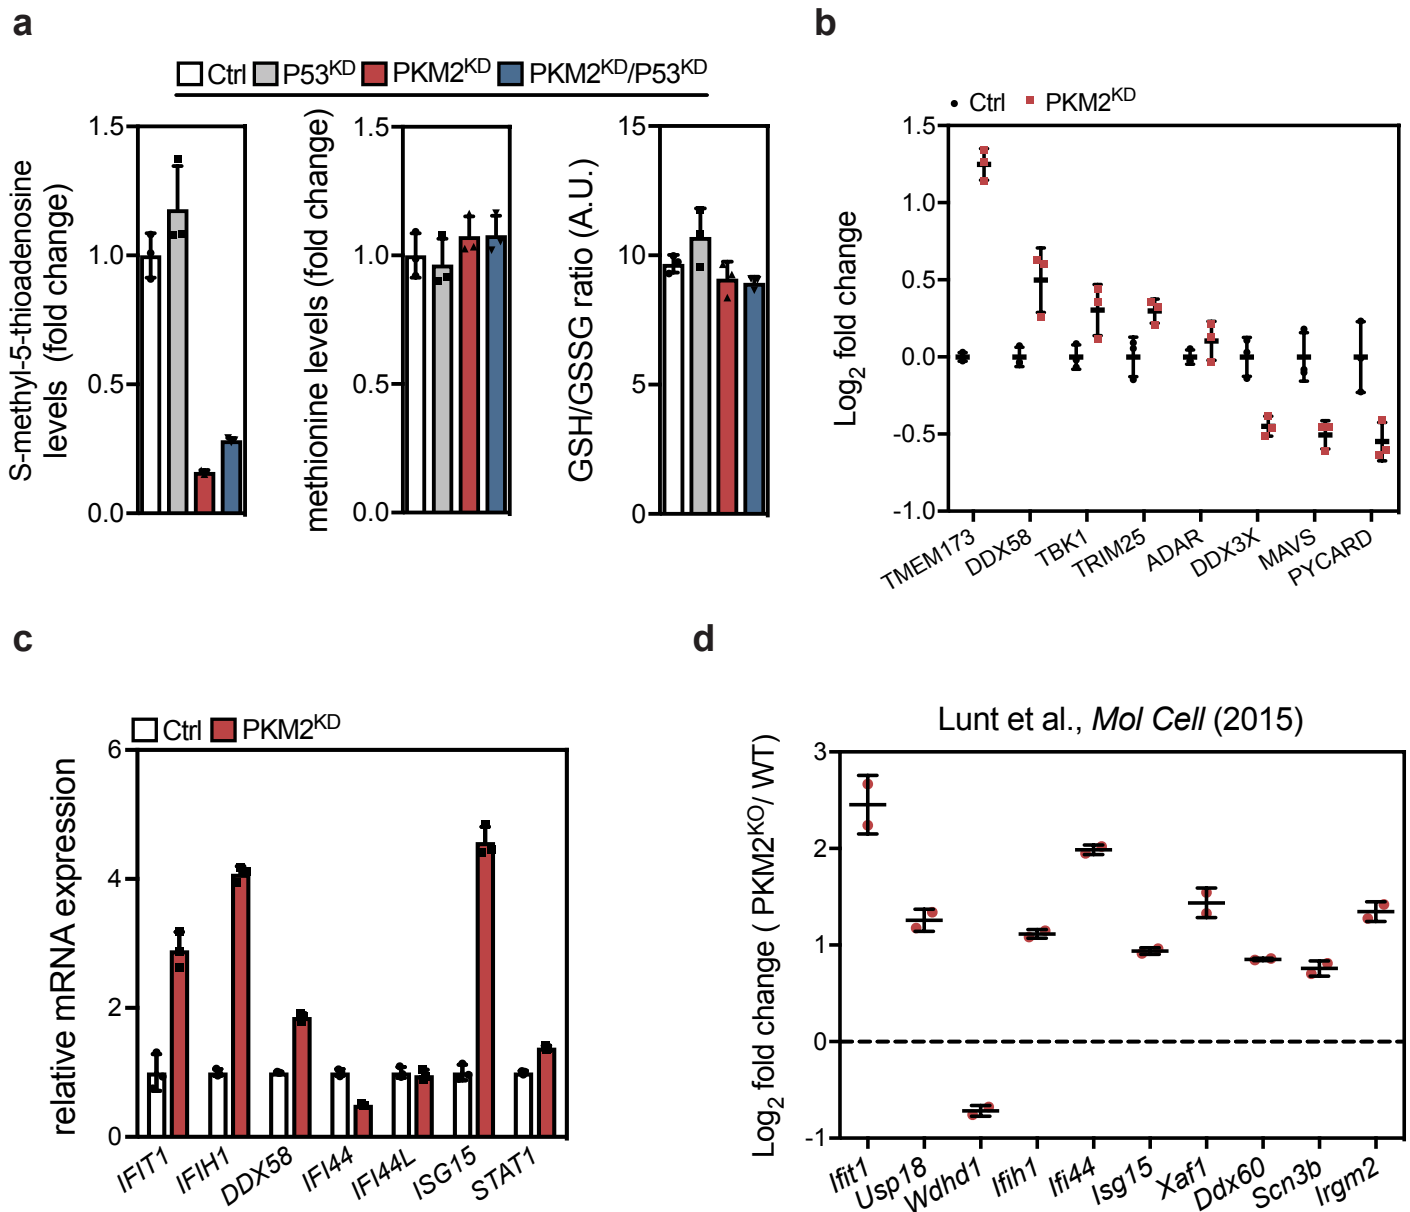 a
Ctrl P53KD PKM2KD PKM2KD/P53KD
S-methyl-5-thioadenosine
levels (fold change)
1.5
1.0
0.5
0.0
methionine levels (fold change)
1.5
1.0
0.5
0.0
GSH/GSSG ratio (A.U.)
15
10
5
0
b
Ctrl PKM2KD
Log2 fold change
1.5
1.0
0.5
0.0
-0.5
-1.0
TMEM173
DDX58
TBK1
TRIM25
ADAR
DDX3X
MAVS
PYCARD
c
Ctrl PKM2KD
relative mRNA expression
6
4
2
0
IFIT1
IFIH1
DDX58
IFI44
IFI44L
ISG15
STAT1
d
Lunt et al., Mol Cell (2015)
Log2 fold change ( PKM2KO/ WT)
3
2
1
0
-1
Ifit1
Usp18
Wdhd1
Ifih1
Ifi44
Isg15
Xaf1
Ddx60
Scn3b
Irgm2